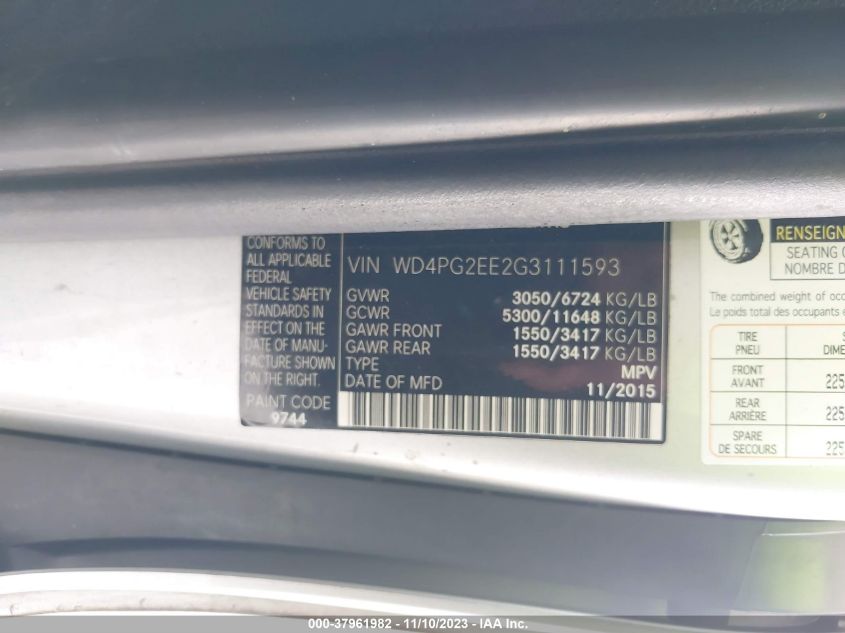 CONFORMS TO
ALL APPLICABLE
FEDERAL
VEHICLE SAFETY
STANDARDS IN
EFFECT ON THE
DATE OF MANU-
FACTURE SHOWN
ON THE RIGHT.
PAINT CODE
9744
VIN WD4PG2EE2G3111593
GVWR 3050/6724 KG/LB
GCWR 5300/11648 KG/LB
GAWR FRONT 1550/3417 KG/LB
GAWR REAR 1550/3417 KG/LB
TYPE MPV
DATE OF MFD 11/2015
RENSEIGN
SEATING
NOMBRE D
The combined weight of occ
Le poids total des occupants e
TIRE
PNEU
DIME
FRONT
AVANT
225
REAR
ARRIÈRE
225
SPARE
DE SECOURS
225
000-37961982 - 11/10/2023 - IAA Inc.